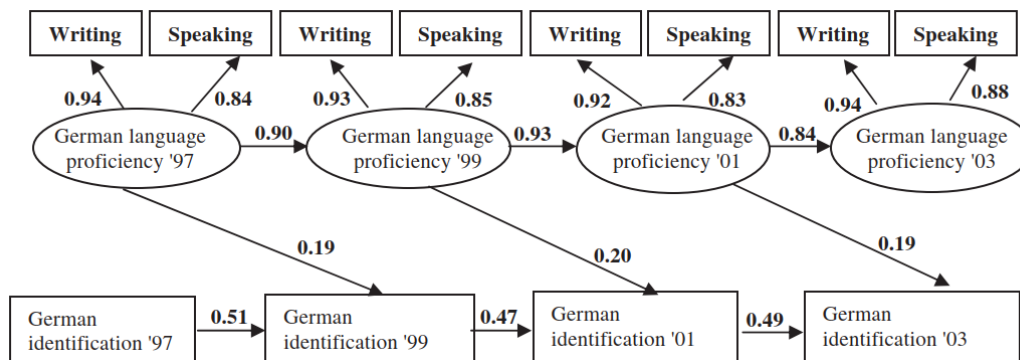 Writing Speaking Writing Speaking Writing Speaking Writing Speaking
0.94 0.84 0.93 0.85 0.92 0.83 0.94 0.88
German language proficiency '97
0.90
German language proficiency '99
0.93
German language proficiency '01
0.84
German language proficiency '03
0.19 0.20 0.19
German identification '97
0.51
German identification '99
0.47
German identification '01
0.49
German identification '03